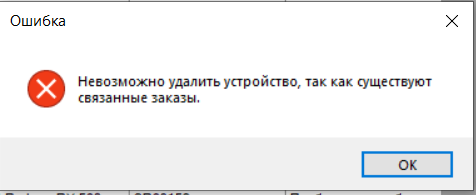 Ошибка
Невозможно удалить устройство, так как существуют
связанные заказы.
OK